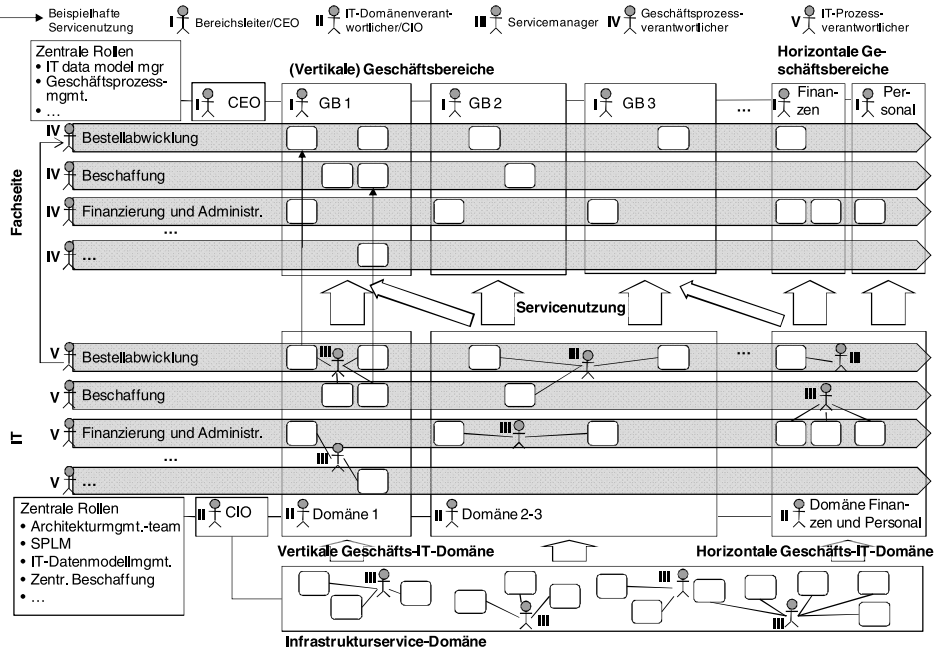 Beispielhafte
Servicenutzung
I Bereichsleiter/CEO
II IT-Domänenverant-
wortlicher/CIO
III Servicemanager
IV Geschäftsprozess-
verantwortlicher
V IT-Prozess-
verantwortlicher
Zentrale Rollen
• IT data model mgr
• Geschäftsprozess-
mgmt.
• ...
(Vertikale) Geschäftsbereiche
Horizontale Ge-
schäftsbereiche
I CEO
I GB 1
I GB 2
I GB 3
...
I Finan-
zen
I Per-
sonal
Fachseite
IV Bestellabwicklung
IV Beschaffung
IV Finanzierung und Administr.
...
IV ...
Servicenutzung
IT
V Bestellabwicklung
III
III
...
III
V Beschaffung
III
V Finanzierung und Administr.
III
III
...
V ...
Zentrale Rollen
• Architekturmgmt.-team
• SPLM
• IT-Datenmodellmgmt.
• Zentr. Beschaffung
• ...
II CIO
II Domäne 1
II Domäne 2-3
II Domäne Finan-
zen und Personal
Vertikale Geschäfts-IT-Domäne
Horizontale Geschäfts-IT-Domäne
III
III
III
III
Infrastrukturservice-Domäne